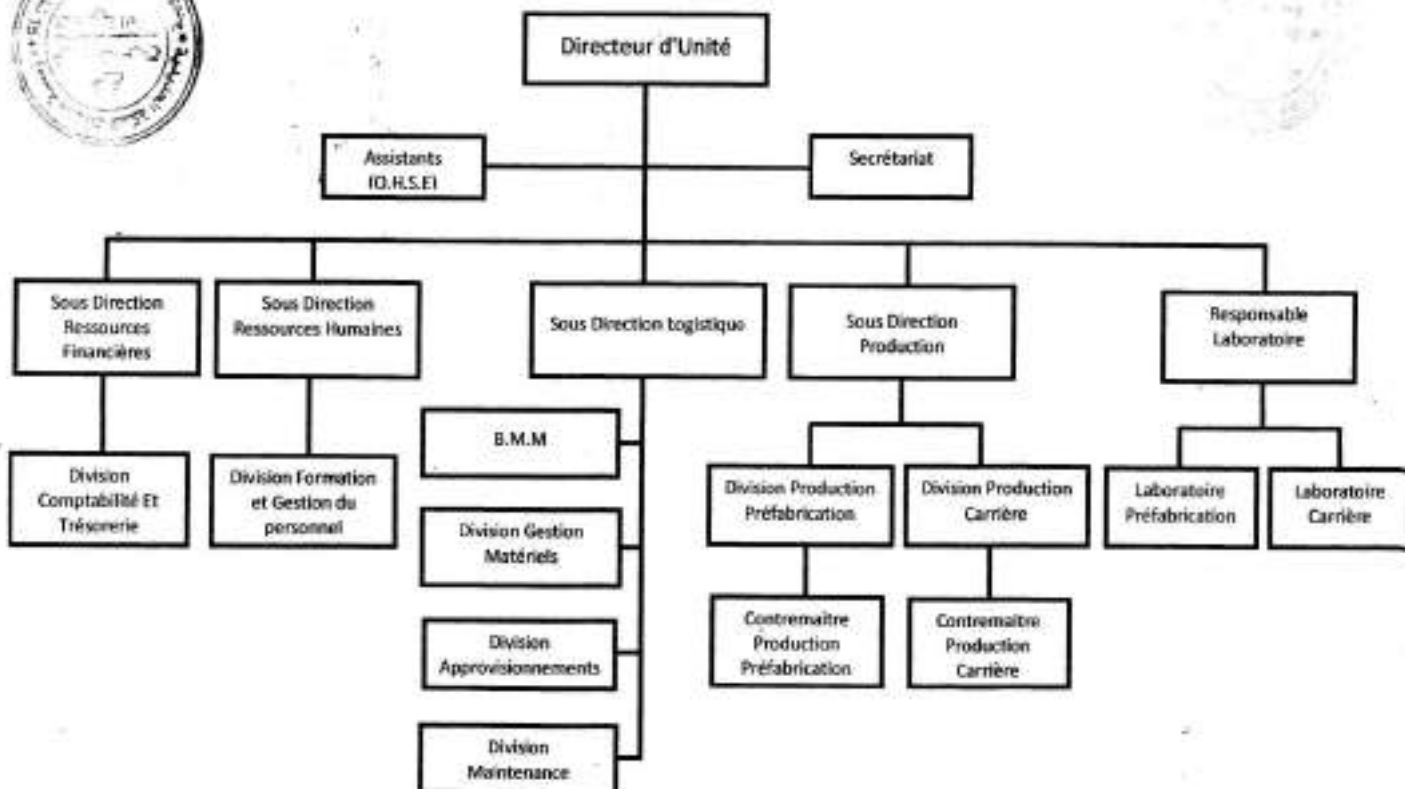 Directeur d'Unité
Assistants
(O.H.S.E)
Secrétariat
Sous Direction
Ressources
Financières
Sous Direction
Ressources Humaines
Sous Direction Logistique
Sous Direction
Production
Responsable
Laboratoire
B.M.M
Division Gestion
Matériels
Division
Approvisionnements
Division
Maintenance
Division
Comptabilité Et
Trésorerie
Division Formation
et Gestion du
personnel
Division Production
Préfabrication
Division Production
Carrière
Contremaître
Production
Préfabrication
Contremaitre
Production
Carrière
Laboratoire
Préfabrication
Laboratoire
Carrière